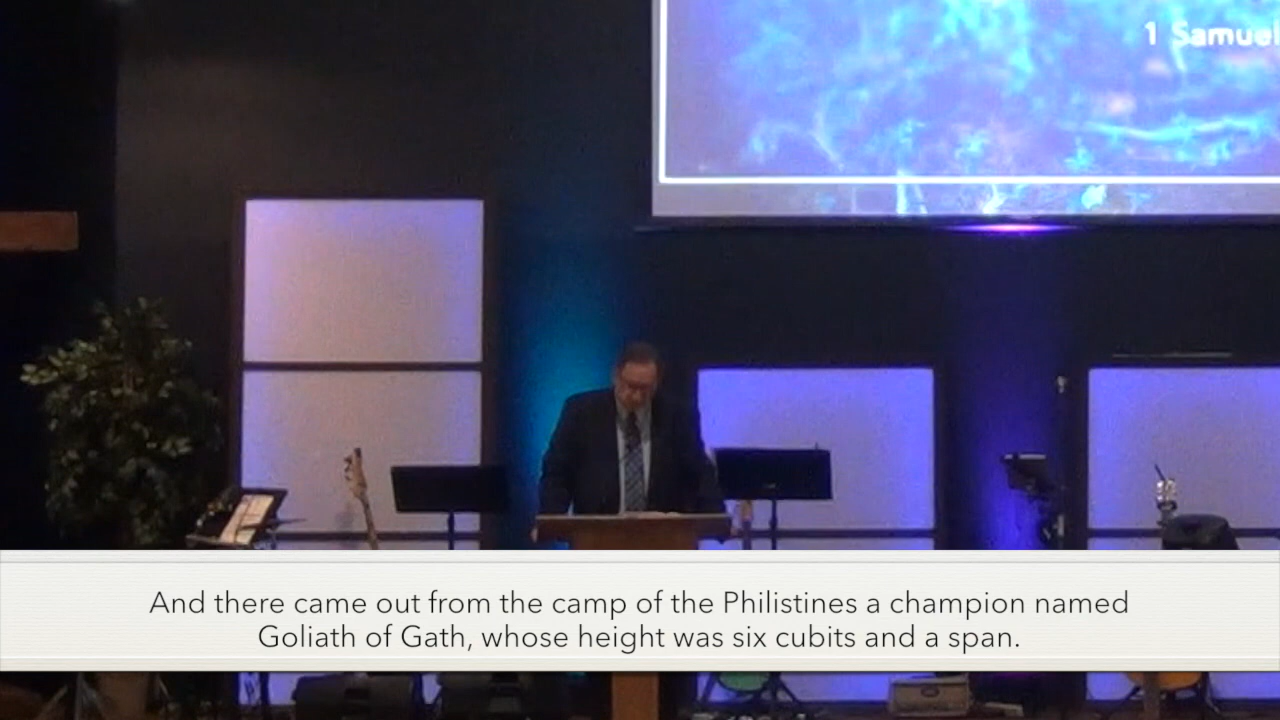 1 Samuel
And there came out from the camp of the Philistines a champion named
Goliath of Gath, whose height was six cubits and a span.